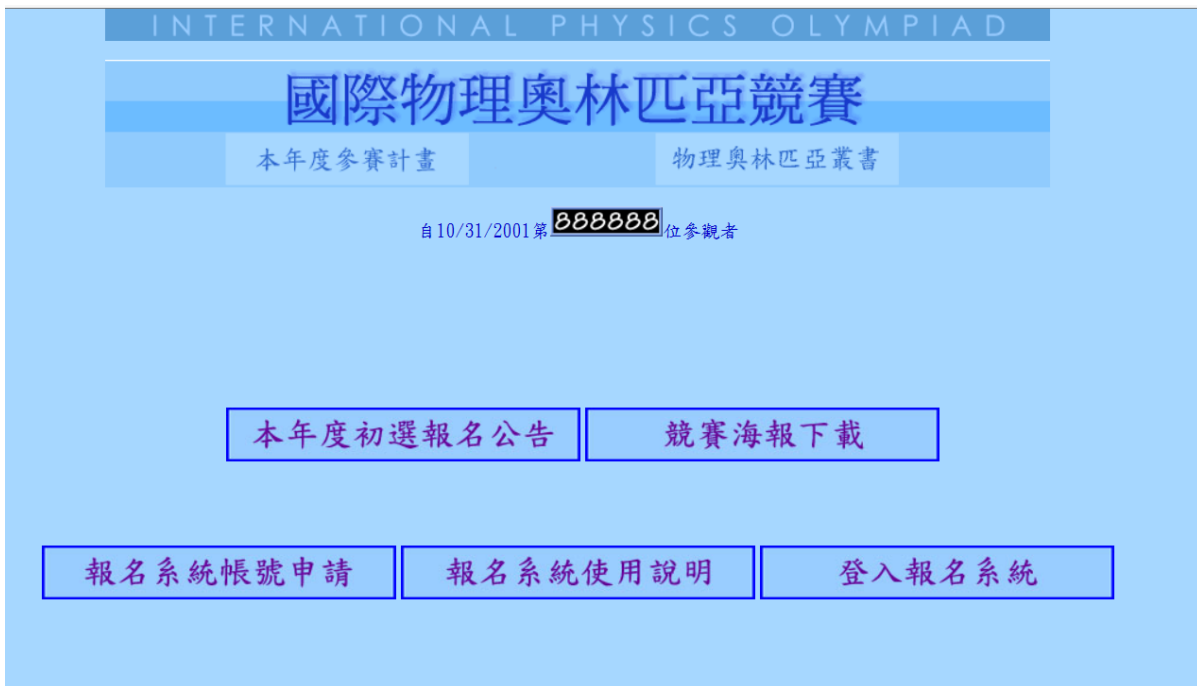 INTERNATIONAL PHYSICS OLYMPIAD
國際物理奧林匹亞競賽
本年度參賽計畫 物理奧林匹亞叢書
自10/31/2001第888888位參觀者
本年度初選報名公告 競賽海報下載
報名系統帳號申請 報名系統使用說明 登入報名系統